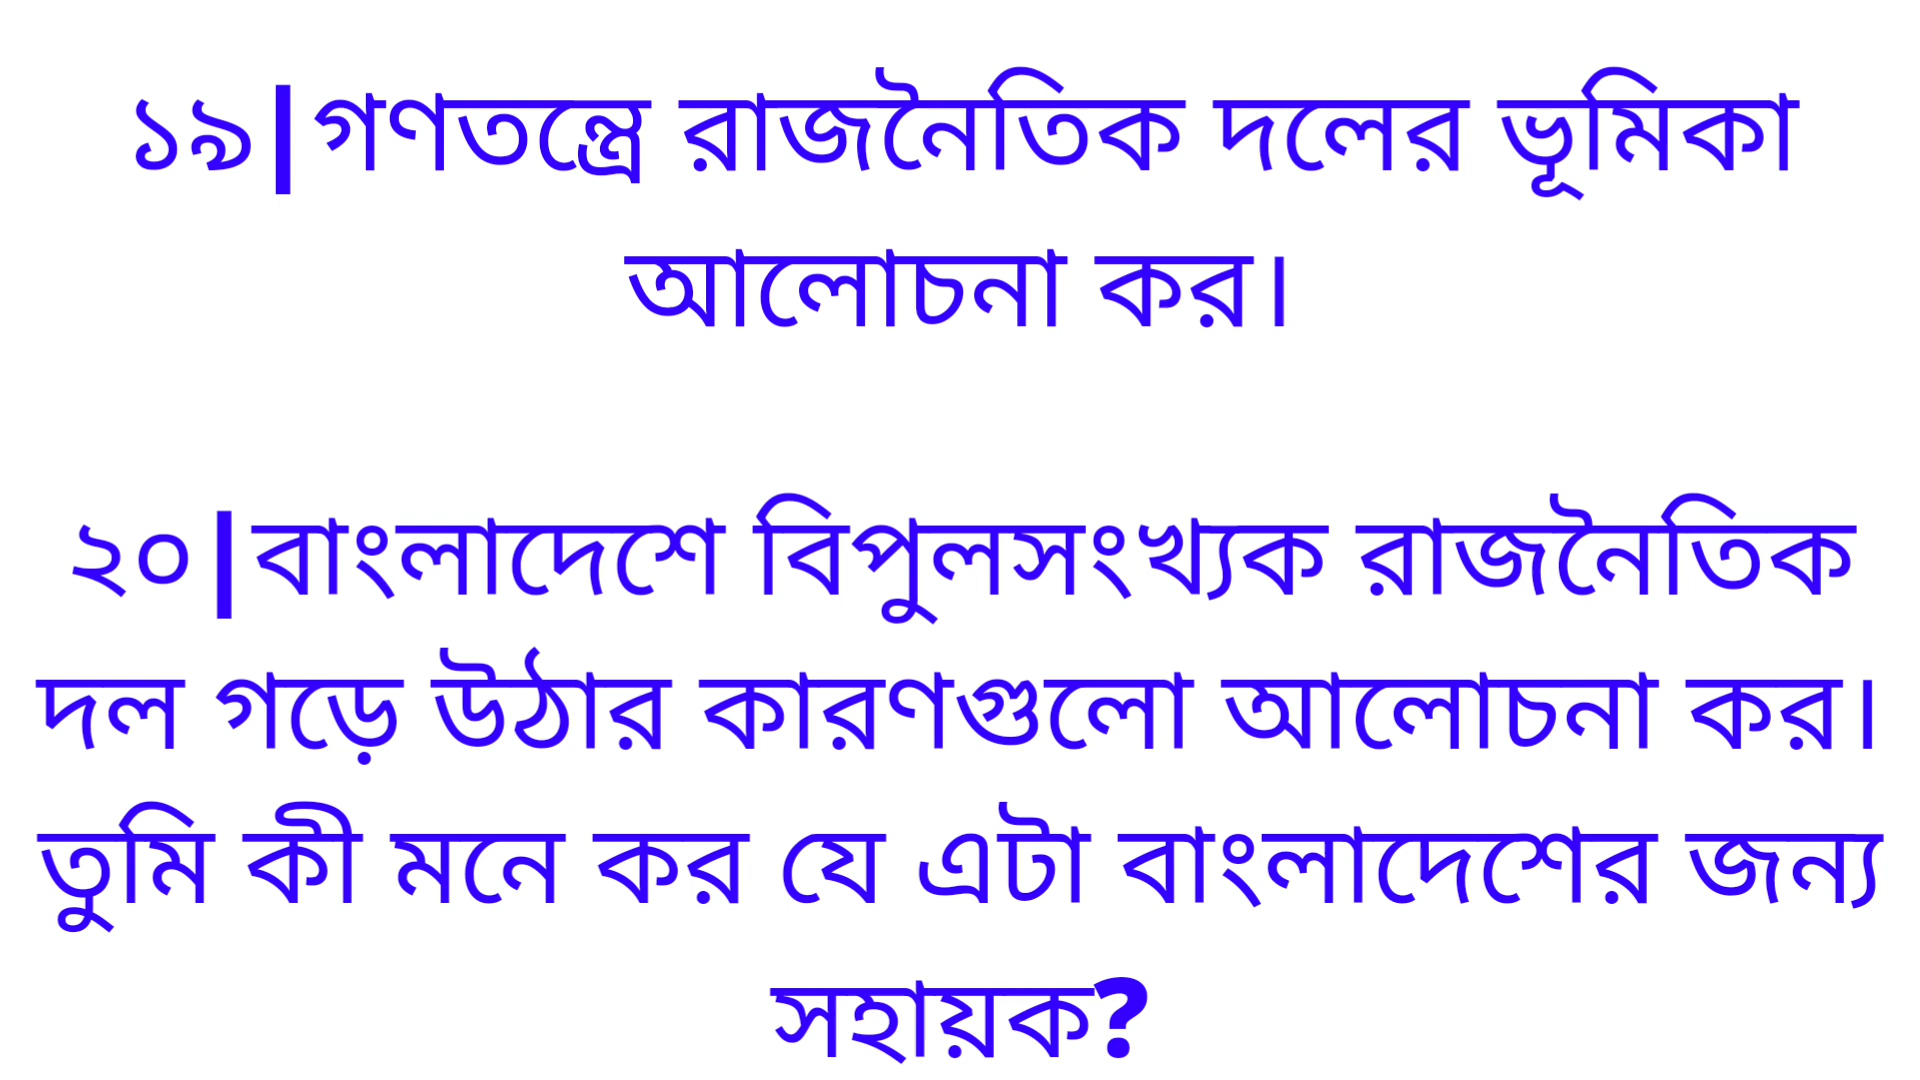 ১৯|গণতন্ত্রে রাজনৈতিক দলের ভূমিকা
আলোচনা কর।
২০|বাংলাদেশে বিপুলসংখ্যক রাজনৈতিক
দল গড়ে উঠার কারণগুলো আলোচনা কর।
তুমি কী মনে কর যে এটা বাংলাদেশের জন্য
সহায়ক?